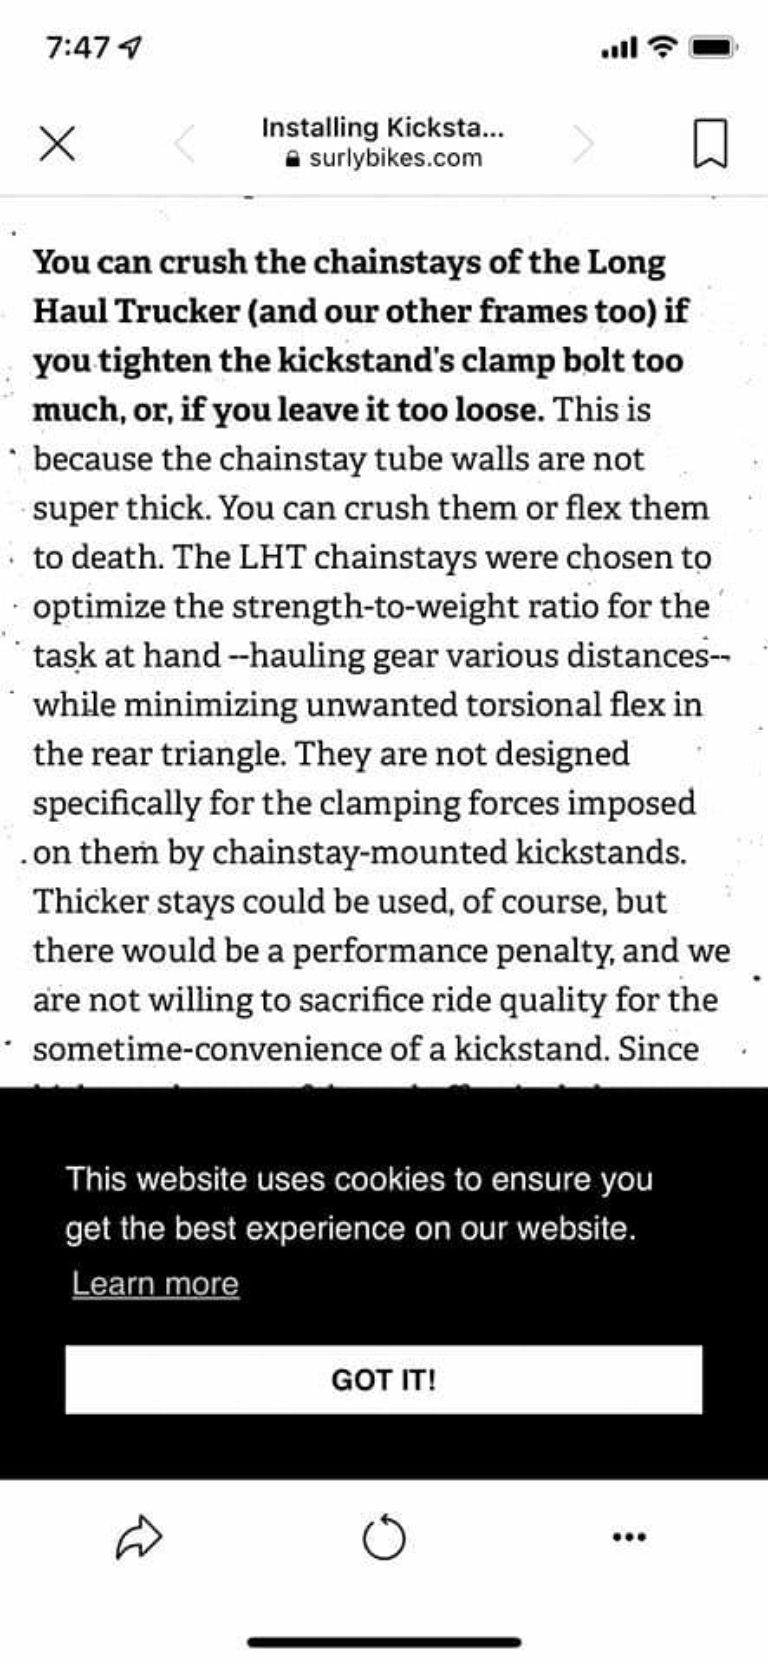 7:47
Installing Kicksta...
surlybikes.com
You can crush the chainstays of the Long
Haul Trucker (and our other frames too) if
you tighten the kickstand's clamp bolt too
much, or, if you leave it too loose. This is
because the chainstay tube walls are not
super thick. You can crush them or flex them
to death. The LHT chainstays were chosen to
optimize the strength-to-weight ratio for the
task at hand --hauling gear various distances--
while minimizing unwanted torsional flex in
the rear triangle. They are not designed
specifically for the clamping forces imposed
on them by chainstay-mounted kickstands.
Thicker stays could be used, of course, but
there would be a performance penalty, and we
are not willing to sacrifice ride quality for the
sometime-convenience of a kickstand. Since
This website uses cookies to ensure you
get the best experience on our website.
Learn more
GOT IT!